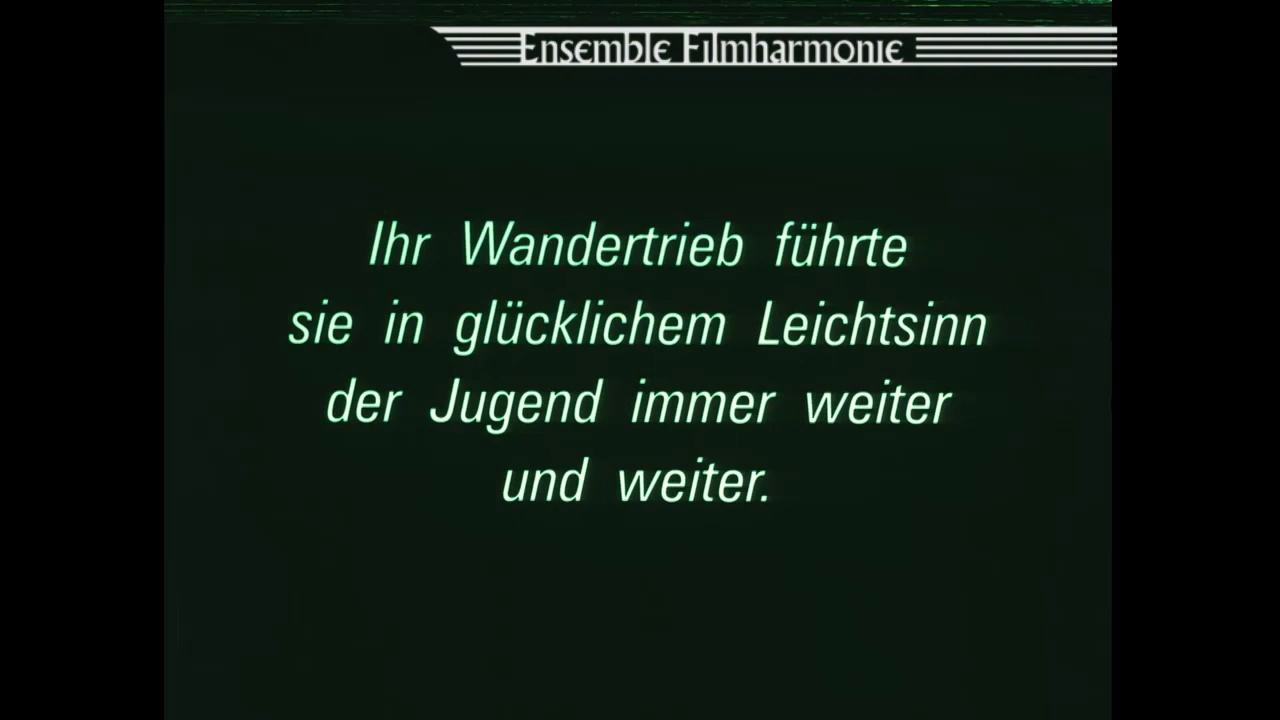 Ensemble Filmharmonie
Ihr Wandertrieb führte
sie in glücklichem Leichtsinn
der Jugend immer weiter
und weiter.